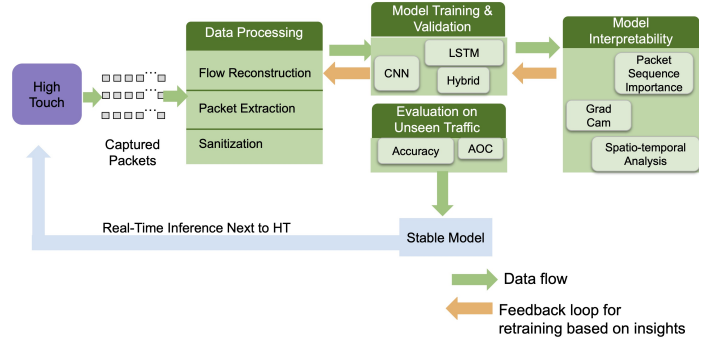 High
Touch
Captured
Packets
Data Processing
Flow Reconstruction
Packet Extraction
Sanitization
Model Training &
Validation
CNN
LSTM
Hybrid
Evaluation on
Unseen Traffic
Accuracy
AOC
Model
Interpretability
Packet
Sequence
Importance
Grad
Cam
Spatio-temporal
Analysis
Real-Time Inference Next to HT
Stable Model
Data flow
Feedback loop for
retraining based on insights